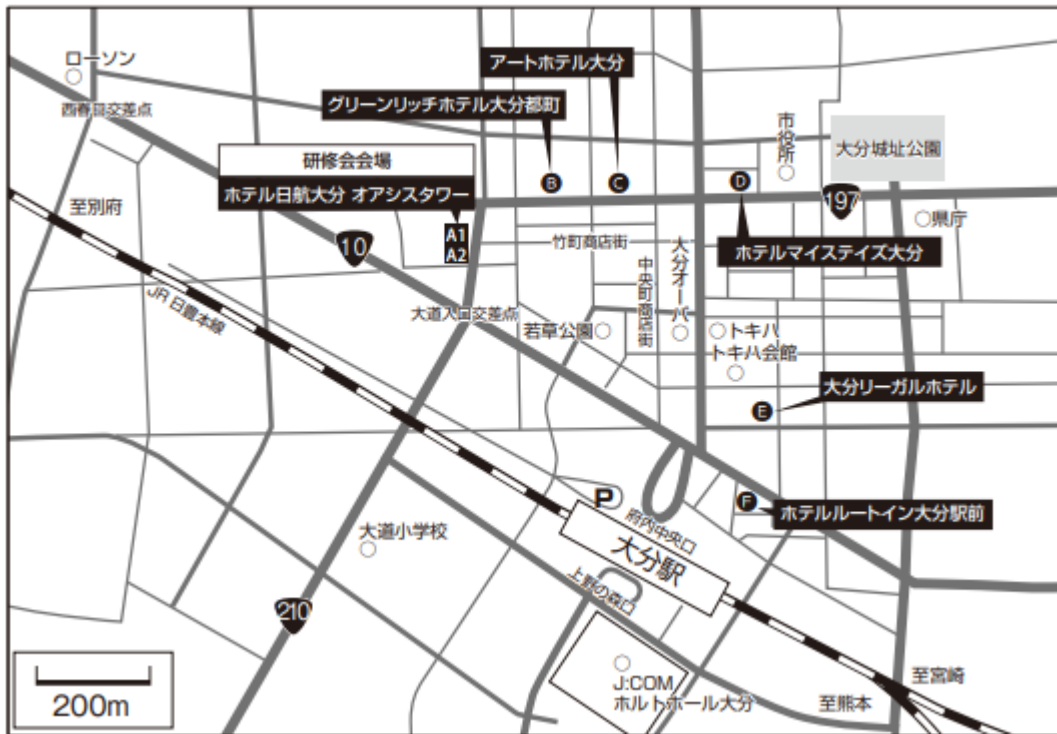 アートホテル大分
ローソン
グリーンリッチホテル大分都町
西春日交差点
市役所
大分城址公園
研修会会場
ホテル日航大分 オアシスタワー
B
C
D
197
至別府
A1
A2
県庁
10
竹町商店街
大分オーパ
ホテルマイステイズ大分
中央町商店街
JR日豊本線
大道入口交差点
若草公園
トキハ
トキハ会館
大分リーガルホテル
E
P
F
ホテルルートイン大分駅前
府内中央口
大道小学校
大分駅
上野の森口
210
J:COM
ホルトホール大分
至宮崎
至熊本
200m